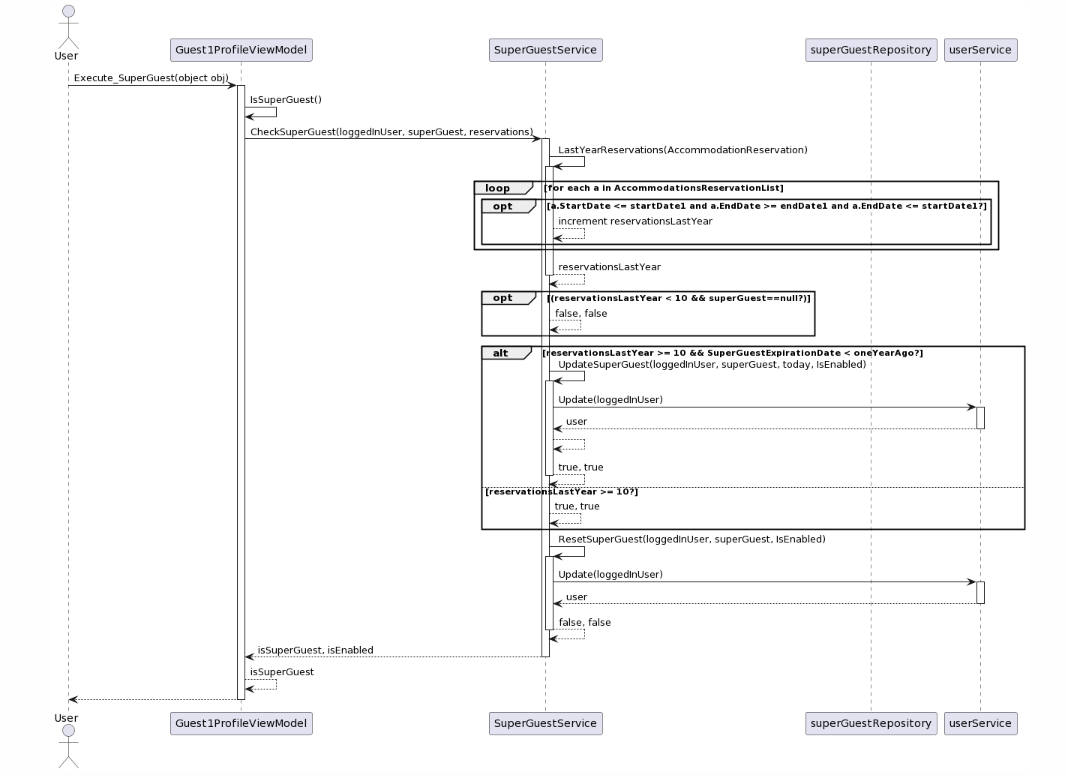 User
Guest1ProfileViewModel
SuperGuestService
superGuestRepository
userService
Execute_SuperGuest(object obj)
IsSuperGuest()
CheckSuperGuest(loggedInUser, superGuest, reservations)
LastYearReservations(AccommodationReservation)
loop [for each a in AccommodationsReservationList]
opt [a.StartDate <= startDate1 and a.EndDate >= endDate1 and a.EndDate <= startDate1?]
increment reservationsLastYear
reservationsLastYear
opt [(reservationsLastYear < 10 && superGuest==null?)]
false, false
alt [reservationsLastYear >= 10 && SuperGuestExpirationDate < oneYearAgo?]
UpdateSuperGuest(loggedInUser, superGuest, today, IsEnabled)
Update(loggedInUser)
user
true, true
[reservationsLastYear >= 10?]
true, true
ResetSuperGuest(loggedInUser, superGuest, IsEnabled)
Update(loggedInUser)
user
false, false
isSuperGuest, isEnabled
isSuperGuest
User
Guest1ProfileViewModel
SuperGuestService
superGuestRepository
userService